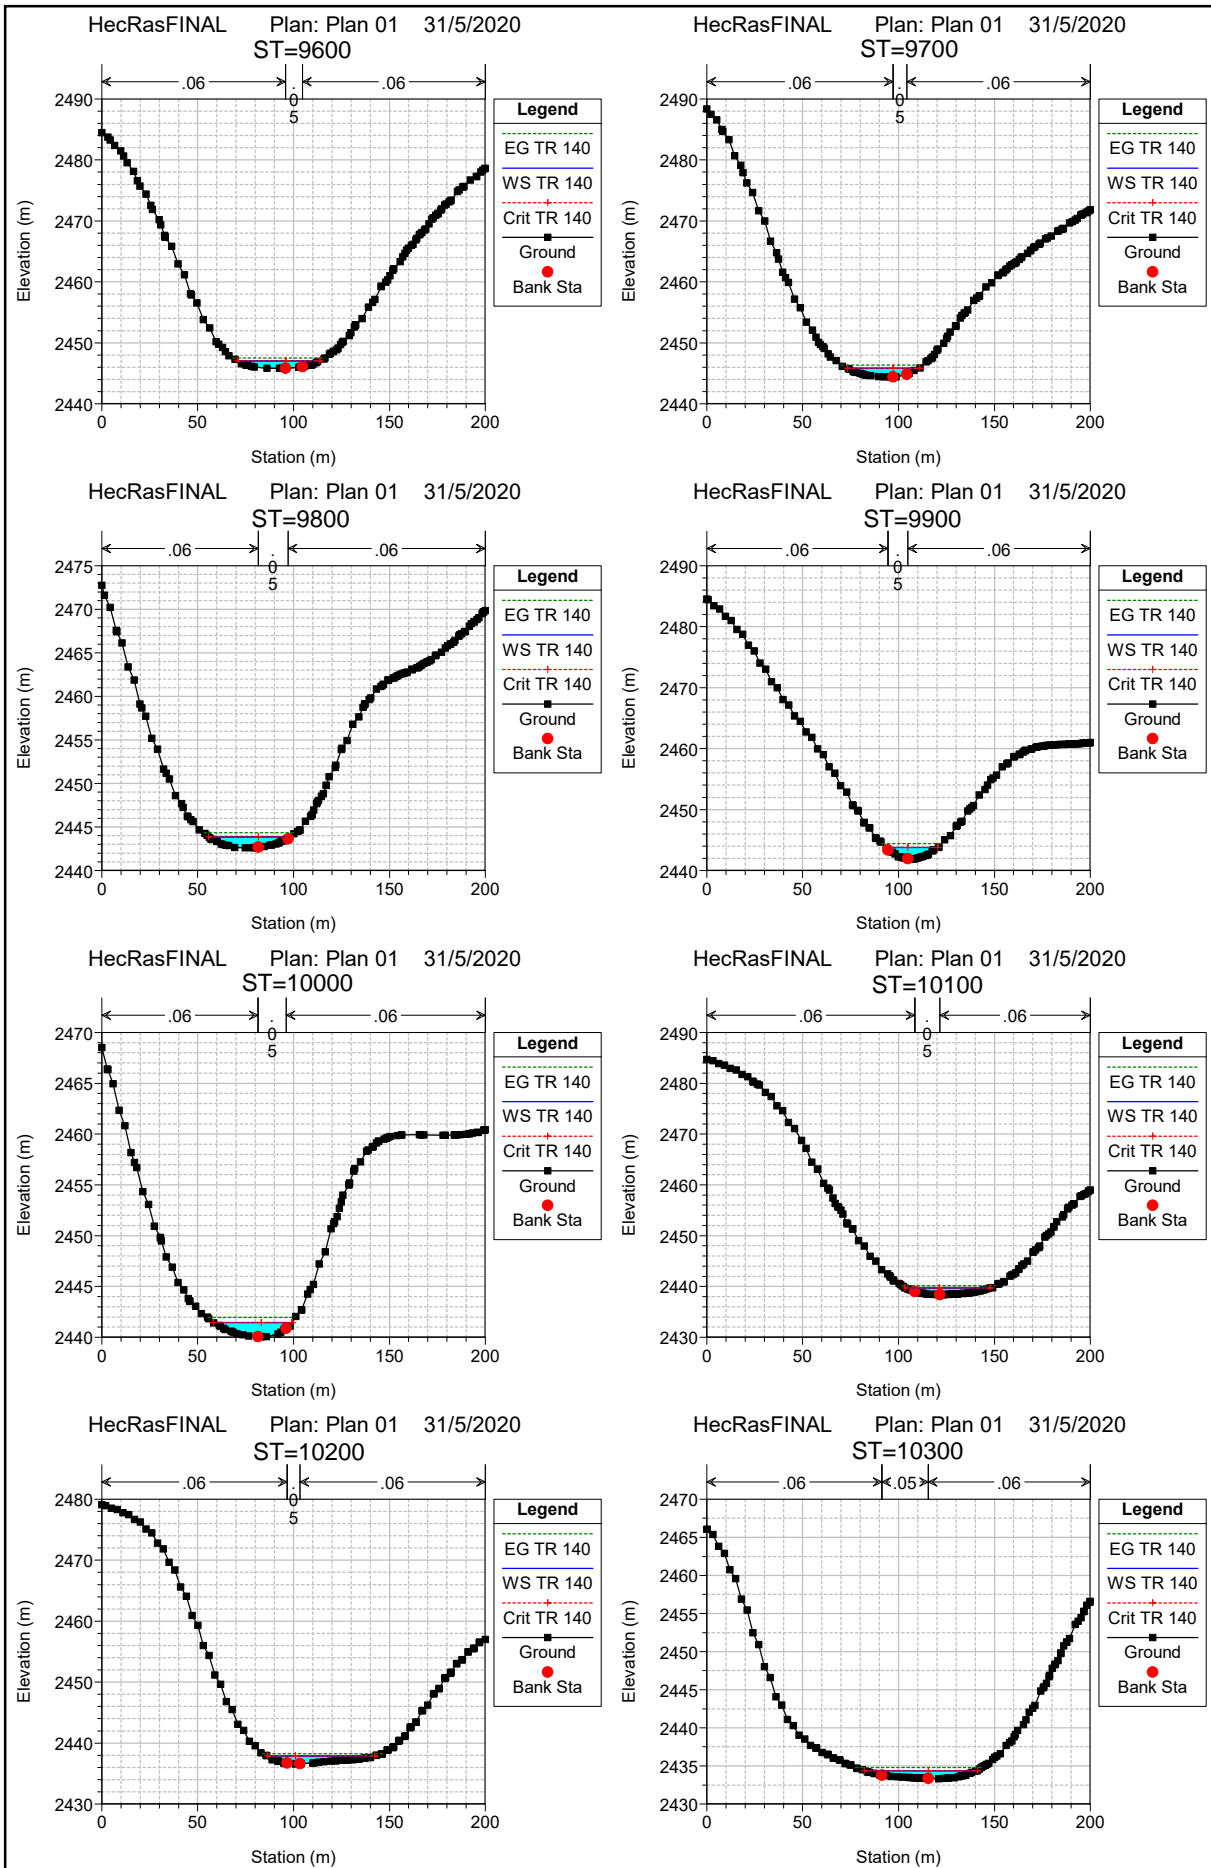 HecRasFINAL Plan: Plan 01 31/5/2020
ST=9600
.06 .05 .06
2490
2480
2470
2460
2450
2440
Elevation (m)
0 50 100 150 200
Station (m)
Legend
EG TR 140
WS TR 140
Crit TR 140
Ground
Bank Sta
HecRasFINAL Plan: Plan 01 31/5/2020
ST=9700
.06 .05 .06
2490
2480
2470
2460
2450
2440
Elevation (m)
0 50 100 150 200
Station (m)
Legend
EG TR 140
WS TR 140
Crit TR 140
Ground
Bank Sta
HecRasFINAL Plan: Plan 01 31/5/2020
ST=9800
.06 .05 .06
2475
2470
2465
2460
2455
2450
2445
2440
Elevation (m)
0 50 100 150 200
Station (m)
Legend
EG TR 140
WS TR 140
Crit TR 140
Ground
Bank Sta
HecRasFINAL Plan: Plan 01 31/5/2020
ST=9900
.06 .05 .06
2490
2480
2470
2460
2450
2440
Elevation (m)
0 50 100 150 200
Station (m)
Legend
EG TR 140
WS TR 140
Crit TR 140
Ground
Bank Sta
HecRasFINAL Plan: Plan 01 31/5/2020
ST=10000
.06 .05 .06
2470
2465
2460
2455
2450
2445
2440
Elevation (m)
0 50 100 150 200
Station (m)
Legend
EG TR 140
WS TR 140
Crit TR 140
Ground
Bank Sta
HecRasFINAL Plan: Plan 01 31/5/2020
ST=10100
.06 .05 .06
2490
2480
2470
2460
2450
2440
2430
Elevation (m)
0 50 100 150 200
Station (m)
Legend
EG TR 140
WS TR 140
Crit TR 140
Ground
Bank Sta
HecRasFINAL Plan: Plan 01 31/5/2020
ST=10200
.06 .05 .06
2480
2470
2460
2450
2440
2430
Elevation (m)
0 50 100 150 200
Station (m)
Legend
EG TR 140
WS TR 140
Crit TR 140
Ground
Bank Sta
HecRasFINAL Plan: Plan 01 31/5/2020
ST=10300
.06 .05 .06
2470
2465
2460
2455
2450
2445
2440
2435
2430
Elevation (m)
0 50 100 150 200
Station (m)
Legend
EG TR 140
WS TR 140
Crit TR 140
Ground
Bank Sta